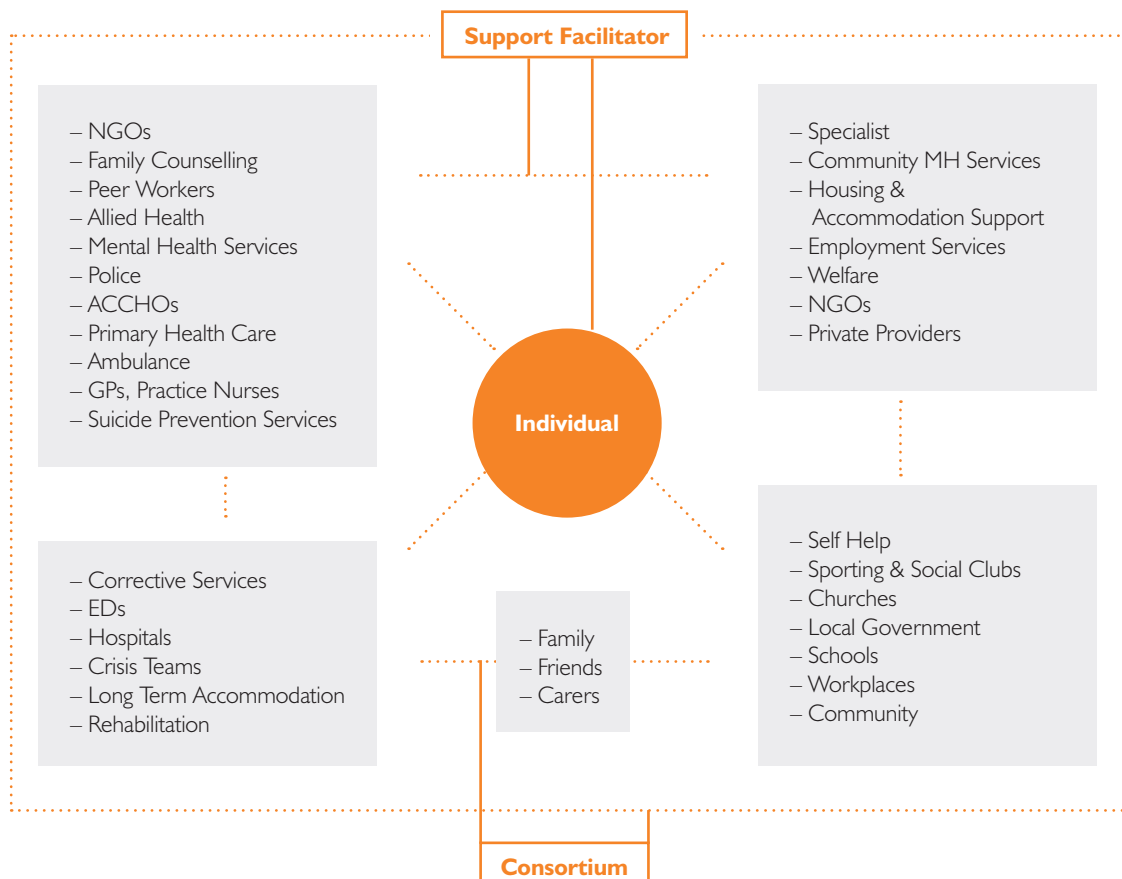 Support Facilitator
– NGOs
– Family Counselling
– Peer Workers
– Allied Health
– Mental Health Services
– Police
– ACCHOs
– Primary Health Care
– Ambulance
– GPs, Practice Nurses
– Suicide Prevention Services
– Specialist
– Community MH Services
– Housing &
Accommodation Support
– Employment Services
– Welfare
– NGOs
– Private Providers
Individual
– Corrective Services
– EDs
– Hospitals
– Crisis Teams
– Long Term Accommodation
– Rehabilitation
– Family
– Friends
– Carers
– Self Help
– Sporting & Social Clubs
– Churches
– Local Government
– Schools
– Workplaces
– Community
Consortium